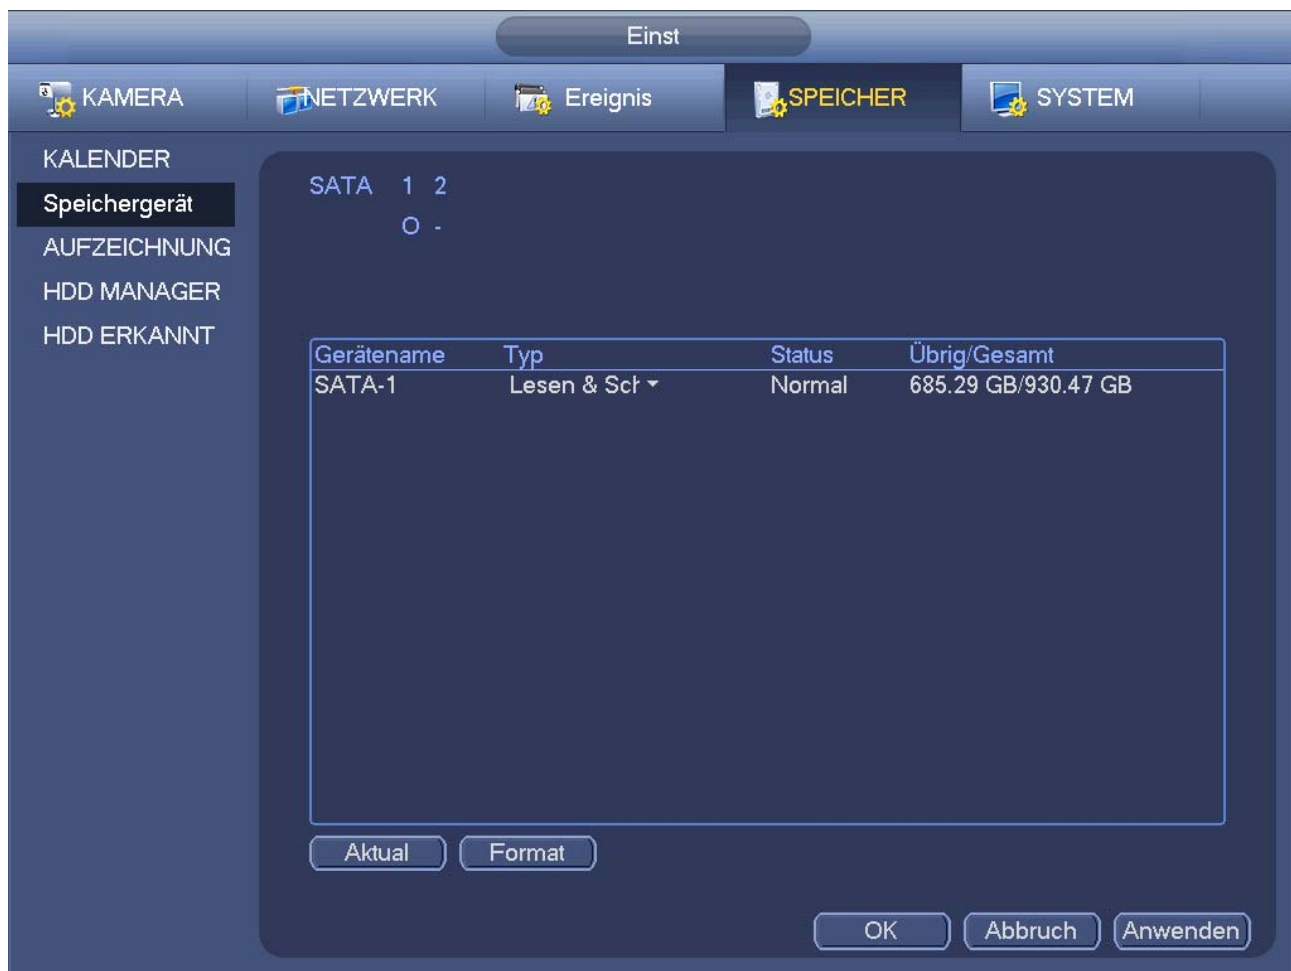 Einst
KAMERA NETZWERK Ereignis SPEICHER SYSTEM
KALENDER
Speichergerät
AUFZEICHNUNG
HDD MANAGER
HDD ERKANNT
SATA 1 2
O -
Gerätename Typ Status Übrig/Gesamt
SATA-1 Lesen & Sch Normal 685.29 GB/930.47 GB
Aktual Format
OK Abbruch Anwenden